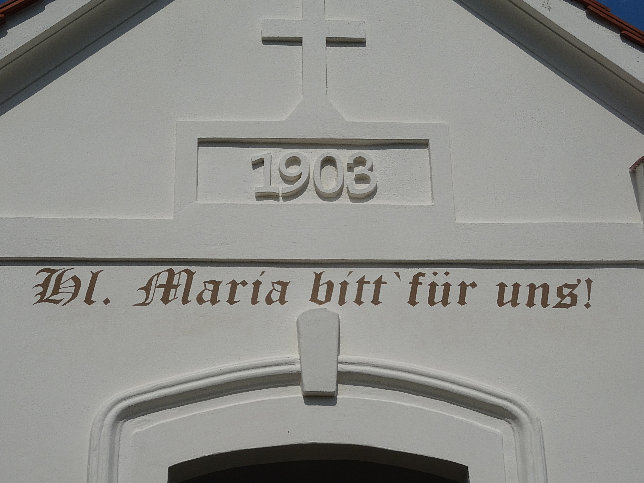 1903
Hl. Maria bitt` für uns!